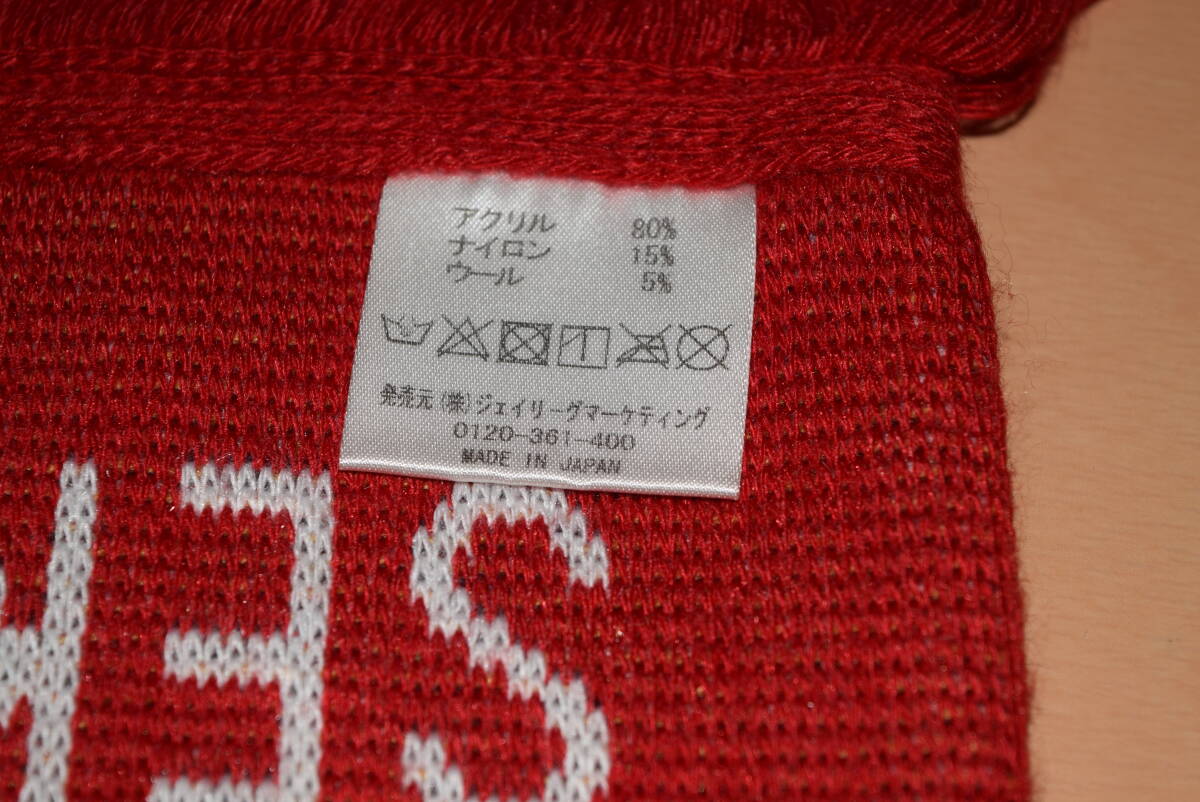 アクリル 80%
ナイロン 15%
ウール 5%
発売元 (株)ジェイリーグマーケティング
0120-361-400
MADE IN JAPAN